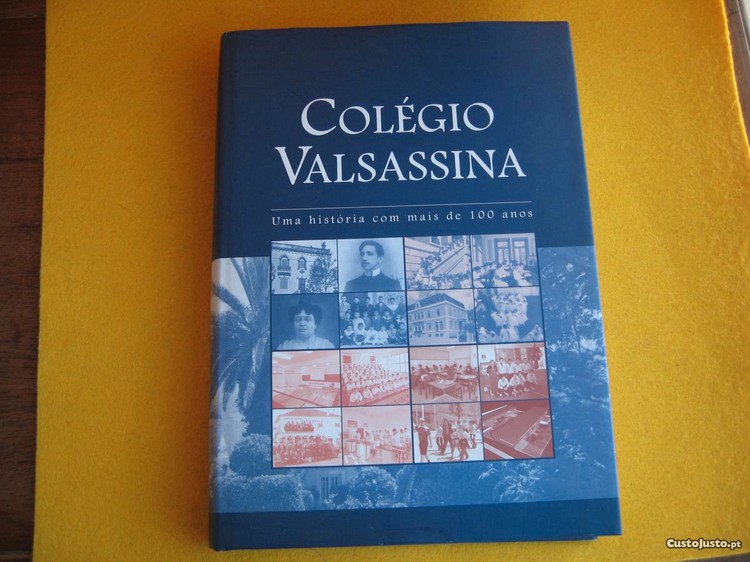 COLÉGIO
VALSASSINA
Uma história com mais de 100 anos
CustoJusto.pt